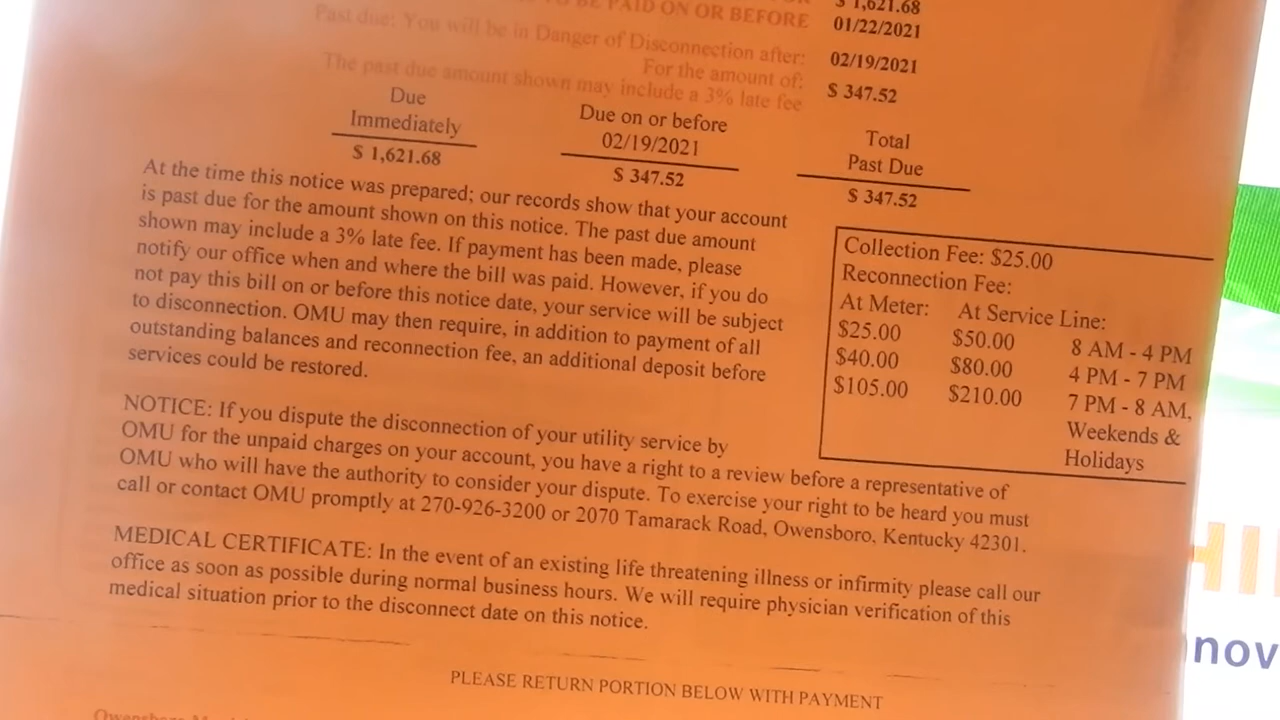 TO BE PAID ON OR BEFORE
$ 1,621.68
01/22/2021
Past due: You will be in Danger of Disconnection after: 02/19/2021
For the amount of: $ 347.52
The past due amount shown may include a 3% late fee
Due Immediately
$ 1,621.68
Due on or before
02/19/2021
$ 347.52
Total
Past Due
$ 347.52
At the time this notice was prepared; our records show that your account
is past due for the amount shown on this notice. The past due amount
shown may include a 3% late fee. If payment has been made, please
notify our office when and where the bill was paid. However, if you do
not pay this bill on or before this notice date, your service will be subject
to disconnection. OMU may then require, in addition to payment of all
outstanding balances and reconnection fee, an additional deposit before
services could be restored.
Collection Fee: $25.00
Reconnection Fee:
At Meter: At Service Line:
$25.00 $50.00 8 AM - 4 PM
$40.00 $80.00 4 PM - 7 PM
$105.00 $210.00 7 PM - 8 AM,
Weekends &
Holidays
NOTICE: If you dispute the disconnection of your utility service by
OMU for the unpaid charges on your account, you have a right to a review before a representative of
OMU who will have the authority to consider your dispute. To exercise your right to be heard you must
call or contact OMU promptly at 270-926-3200 or 2070 Tamarack Road, Owensboro, Kentucky 42301.
MEDICAL CERTIFICATE: In the event of an existing life threatening illness or infirmity please call our
office as soon as possible during normal business hours. We will require physician verification of this
medical situation prior to the disconnect date on this notice.
PLEASE RETURN PORTION BELOW WITH PAYMENT
HI
nov